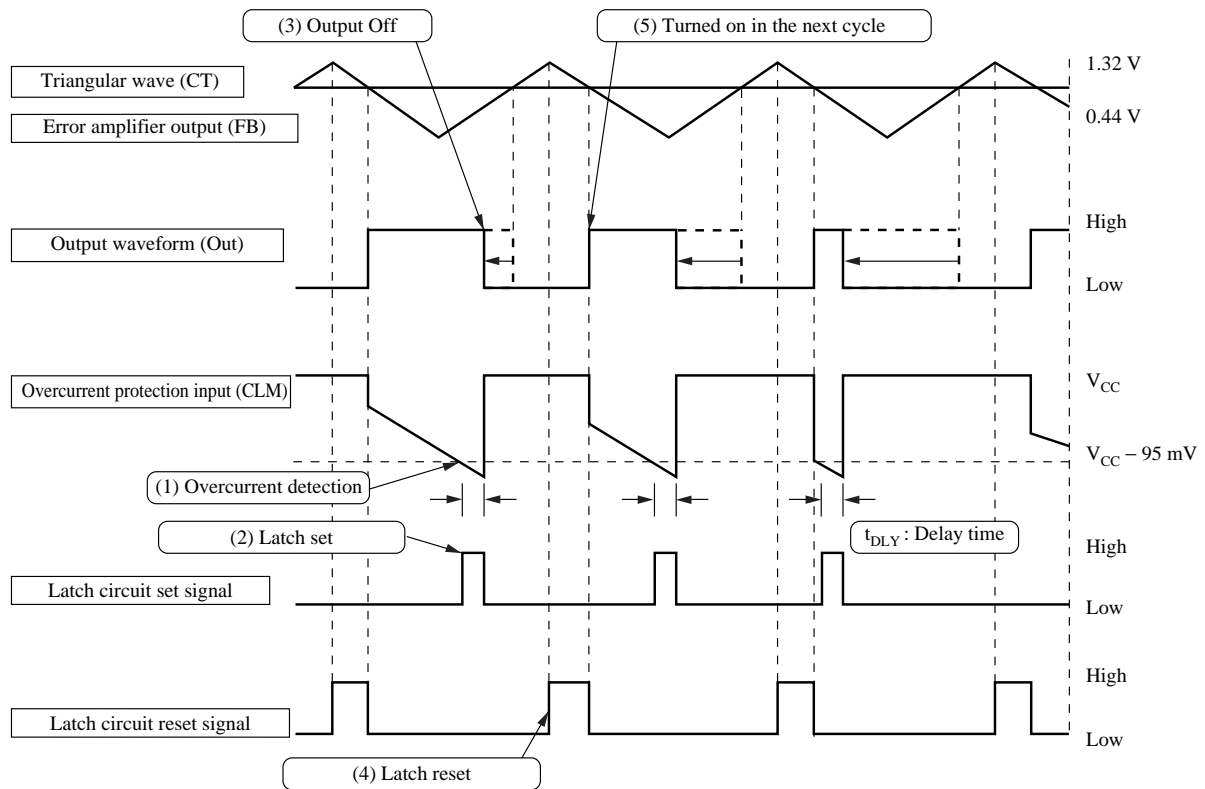 (3) Output Off
(5) Turned on in the next cycle
Triangular wave (CT)
1.32 V
Error amplifier output (FB)
0.44 V
Output waveform (Out)
High
Low
Overcurrent protection input (CLM)
VCC
VCC − 95 mV
(1) Overcurrent detection
(2) Latch set
tDLY : Delay time
High
Latch circuit set signal
Low
High
Latch circuit reset signal
Low
(4) Latch reset